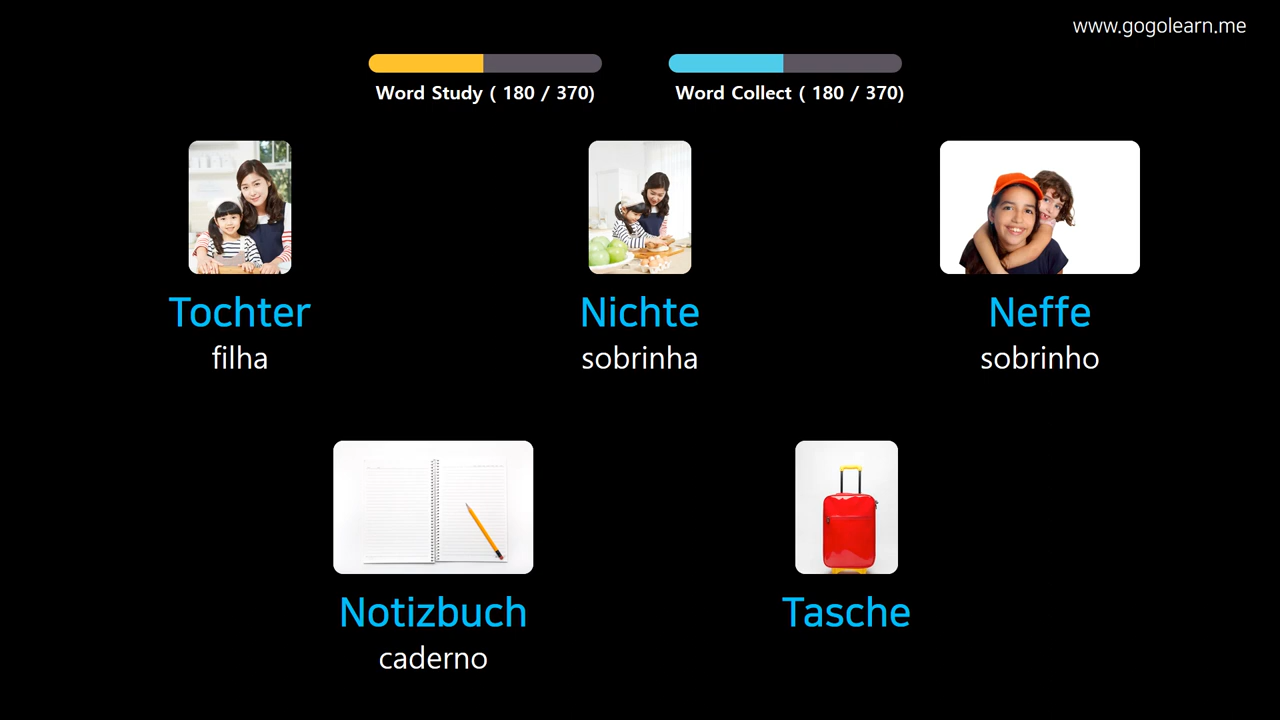 www.gogolearn.me
Word Study ( 180 / 370)
Word Collect ( 180 / 370)
Tochter
filha
Nichte
sobrinha
Neffe
sobrinho
Notizbuch
caderno
Tasche